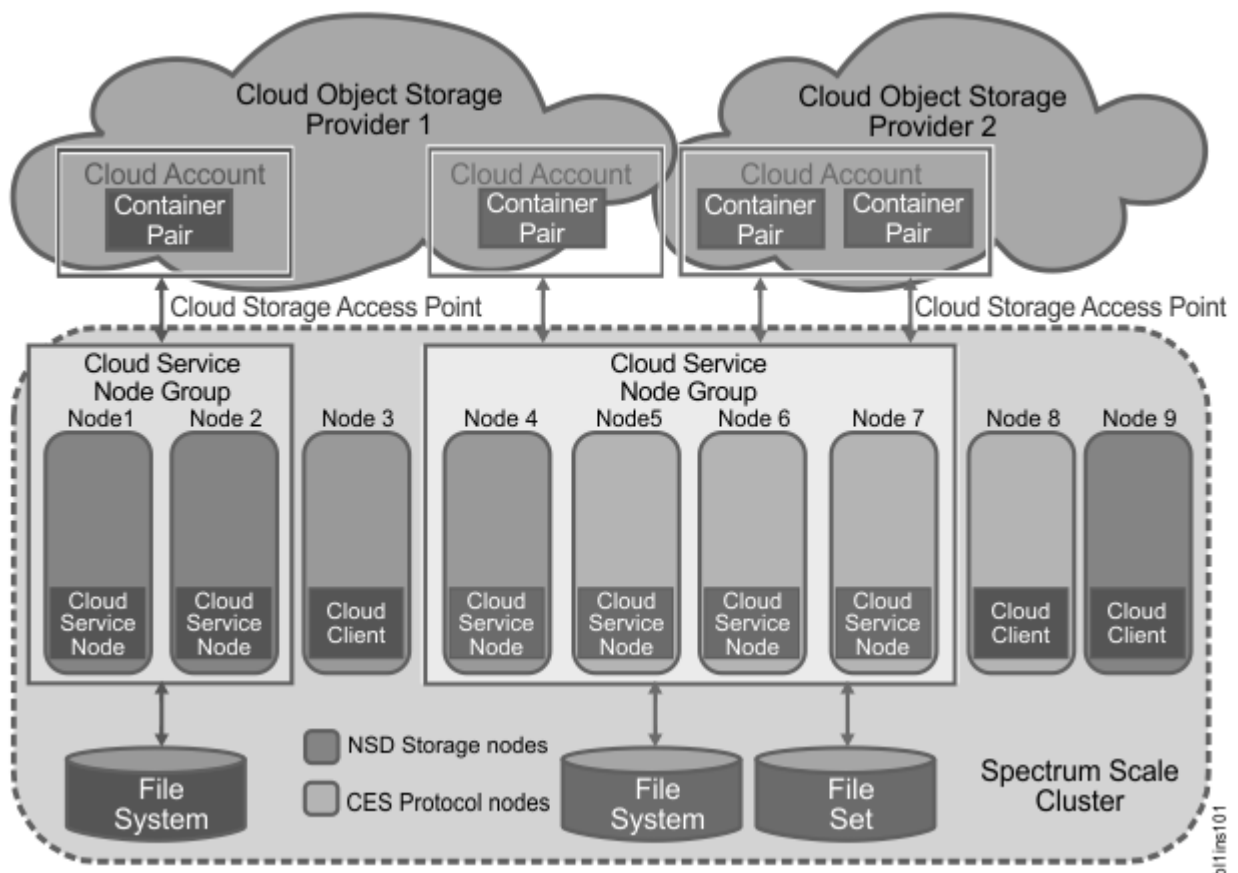 Cloud Object Storage
Provider 1
Cloud Object Storage
Provider 2
Cloud Account
Container
Pair
Cloud Account
Container
Pair
Cloud Account
Container
Pair
Container
Pair
Cloud Storage Access Point
Cloud Storage Access Point
Cloud Service
Node Group
Node1
Node 2
Node 3
Cloud Service
Node Group
Node 4
Node5
Node 6
Node 7
Node 8
Node 9
Cloud
Service
Node
Cloud
Service
Node
Cloud
Client
Cloud
Service
Node
Cloud
Service
Node
Cloud
Service
Node
Cloud
Service
Node
Cloud
Client
Cloud
Client
File
System
NSD Storage nodes
CES Protocol nodes
File
System
File
Set
Spectrum Scale
Cluster